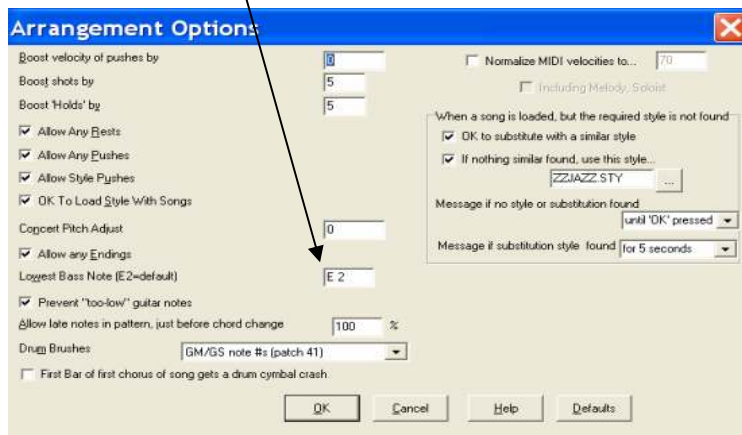 Arrangement Options
Boost velocity of pushes by 0
Boost shots by 5
Boost 'Holds' by 5
Allow Any Rests
Allow Any Pushes
Allow Style Pushes
OK To Load Style With Songs
Concert Pitch Adjust 0
Allow any Endings
Lowest Bass Note (E2=default) E 2
Prevent "too-low" guitar notes
Allow late notes in pattern, just before chord change 100 %
Drum Brushes GM/GS note #s (patch 41)
First Bar of first chorus of song gets a drum cymbal crash
Normalize MIDI velocities to... 70
Including Melody, Soloist
When a song is loaded, but the required style is not found
OK to substitute with a similar style
If nothing similar found, use this style...
ZZJAZZ.STY ...
Message if no style or substitution found
until 'OK' pressed
Message if substitution style found for 5 seconds
OK Cancel Help Defaults